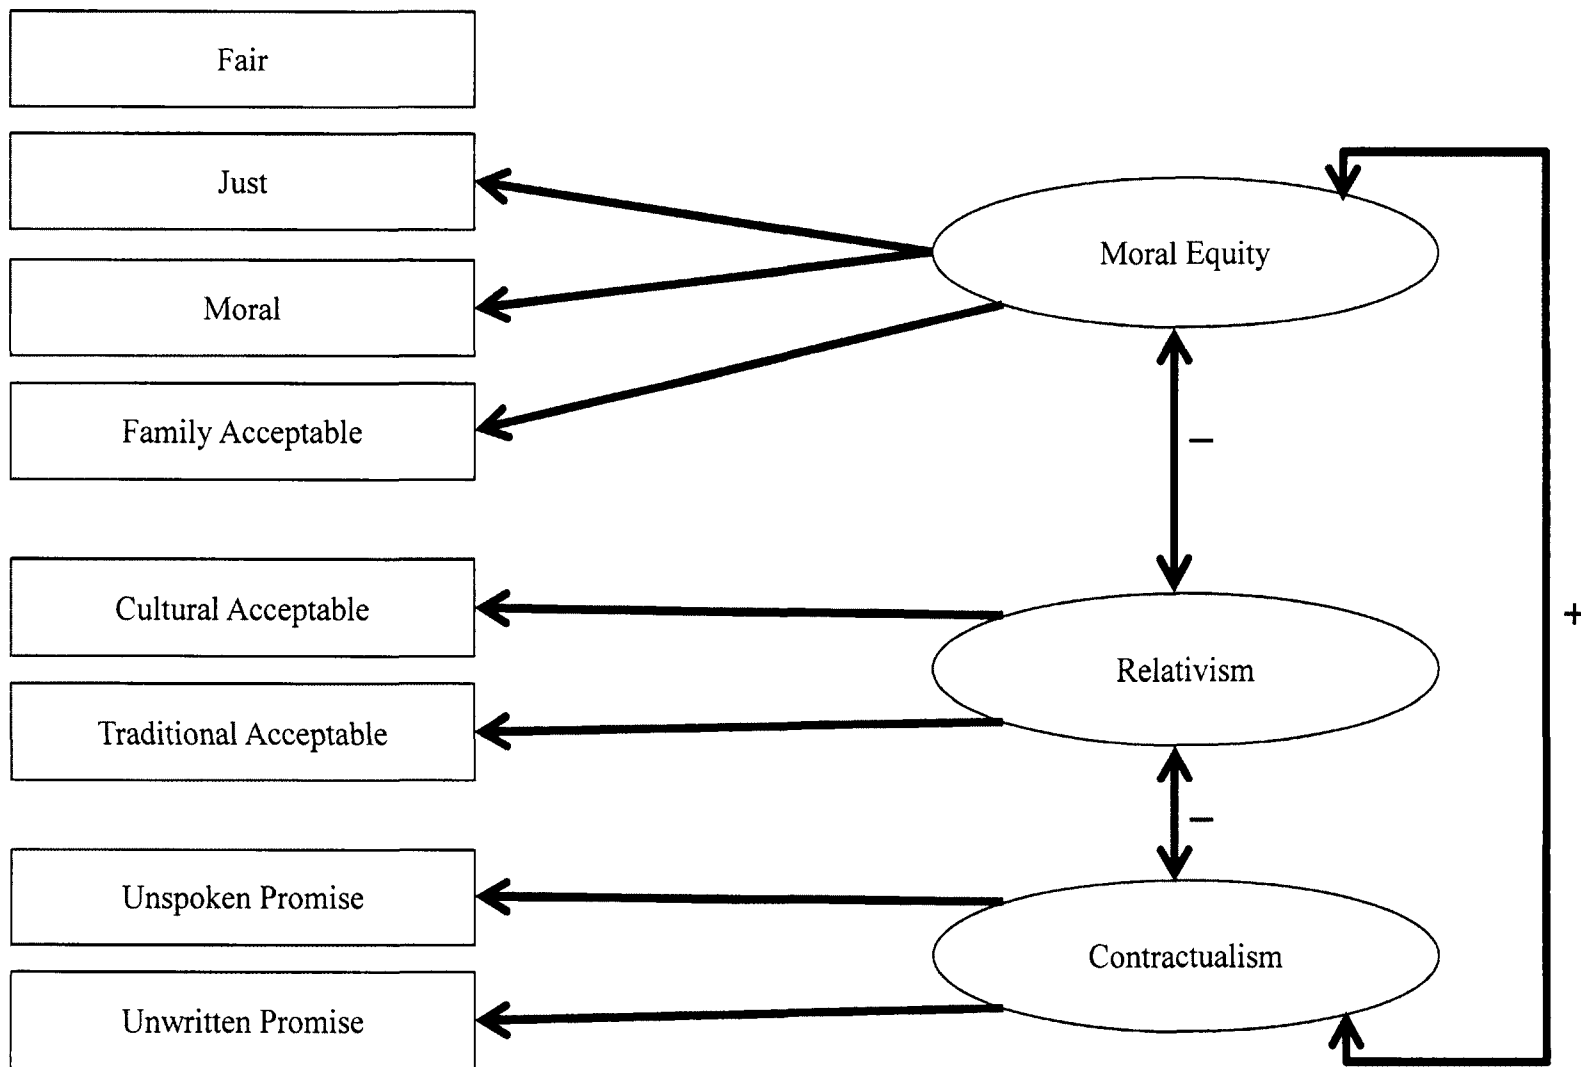 Fair
Just
Moral
Family Acceptable
Cultural Acceptable
Traditional Acceptable
Unspoken Promise
Unwritten Promise
Moral Equity
–
Relativism
–
Contractualism
+